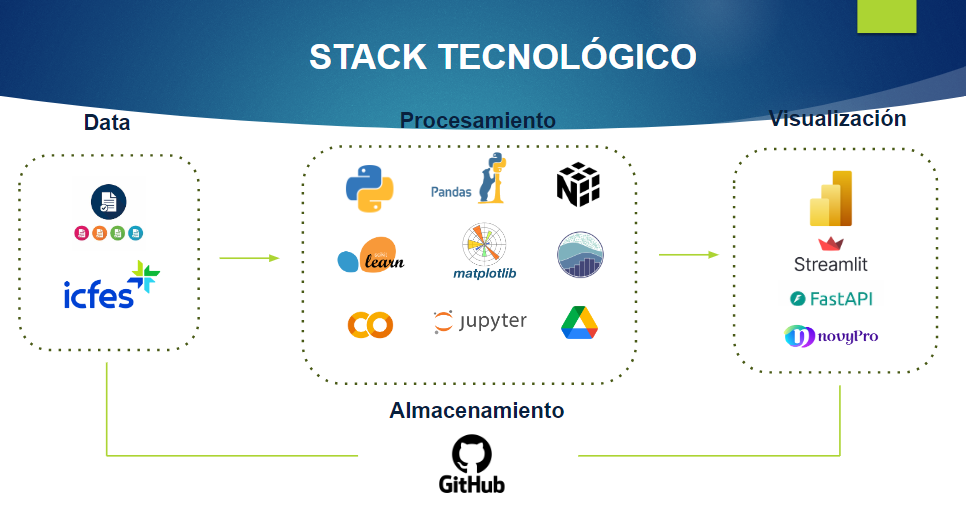 STACK TECNOLÓGICO
Data
Procesamiento
Visualización
Pandas
learn
matplotlib
jupyter
icfes
Streamlit
FastAPI
novyPro
Almacenamiento
GitHub